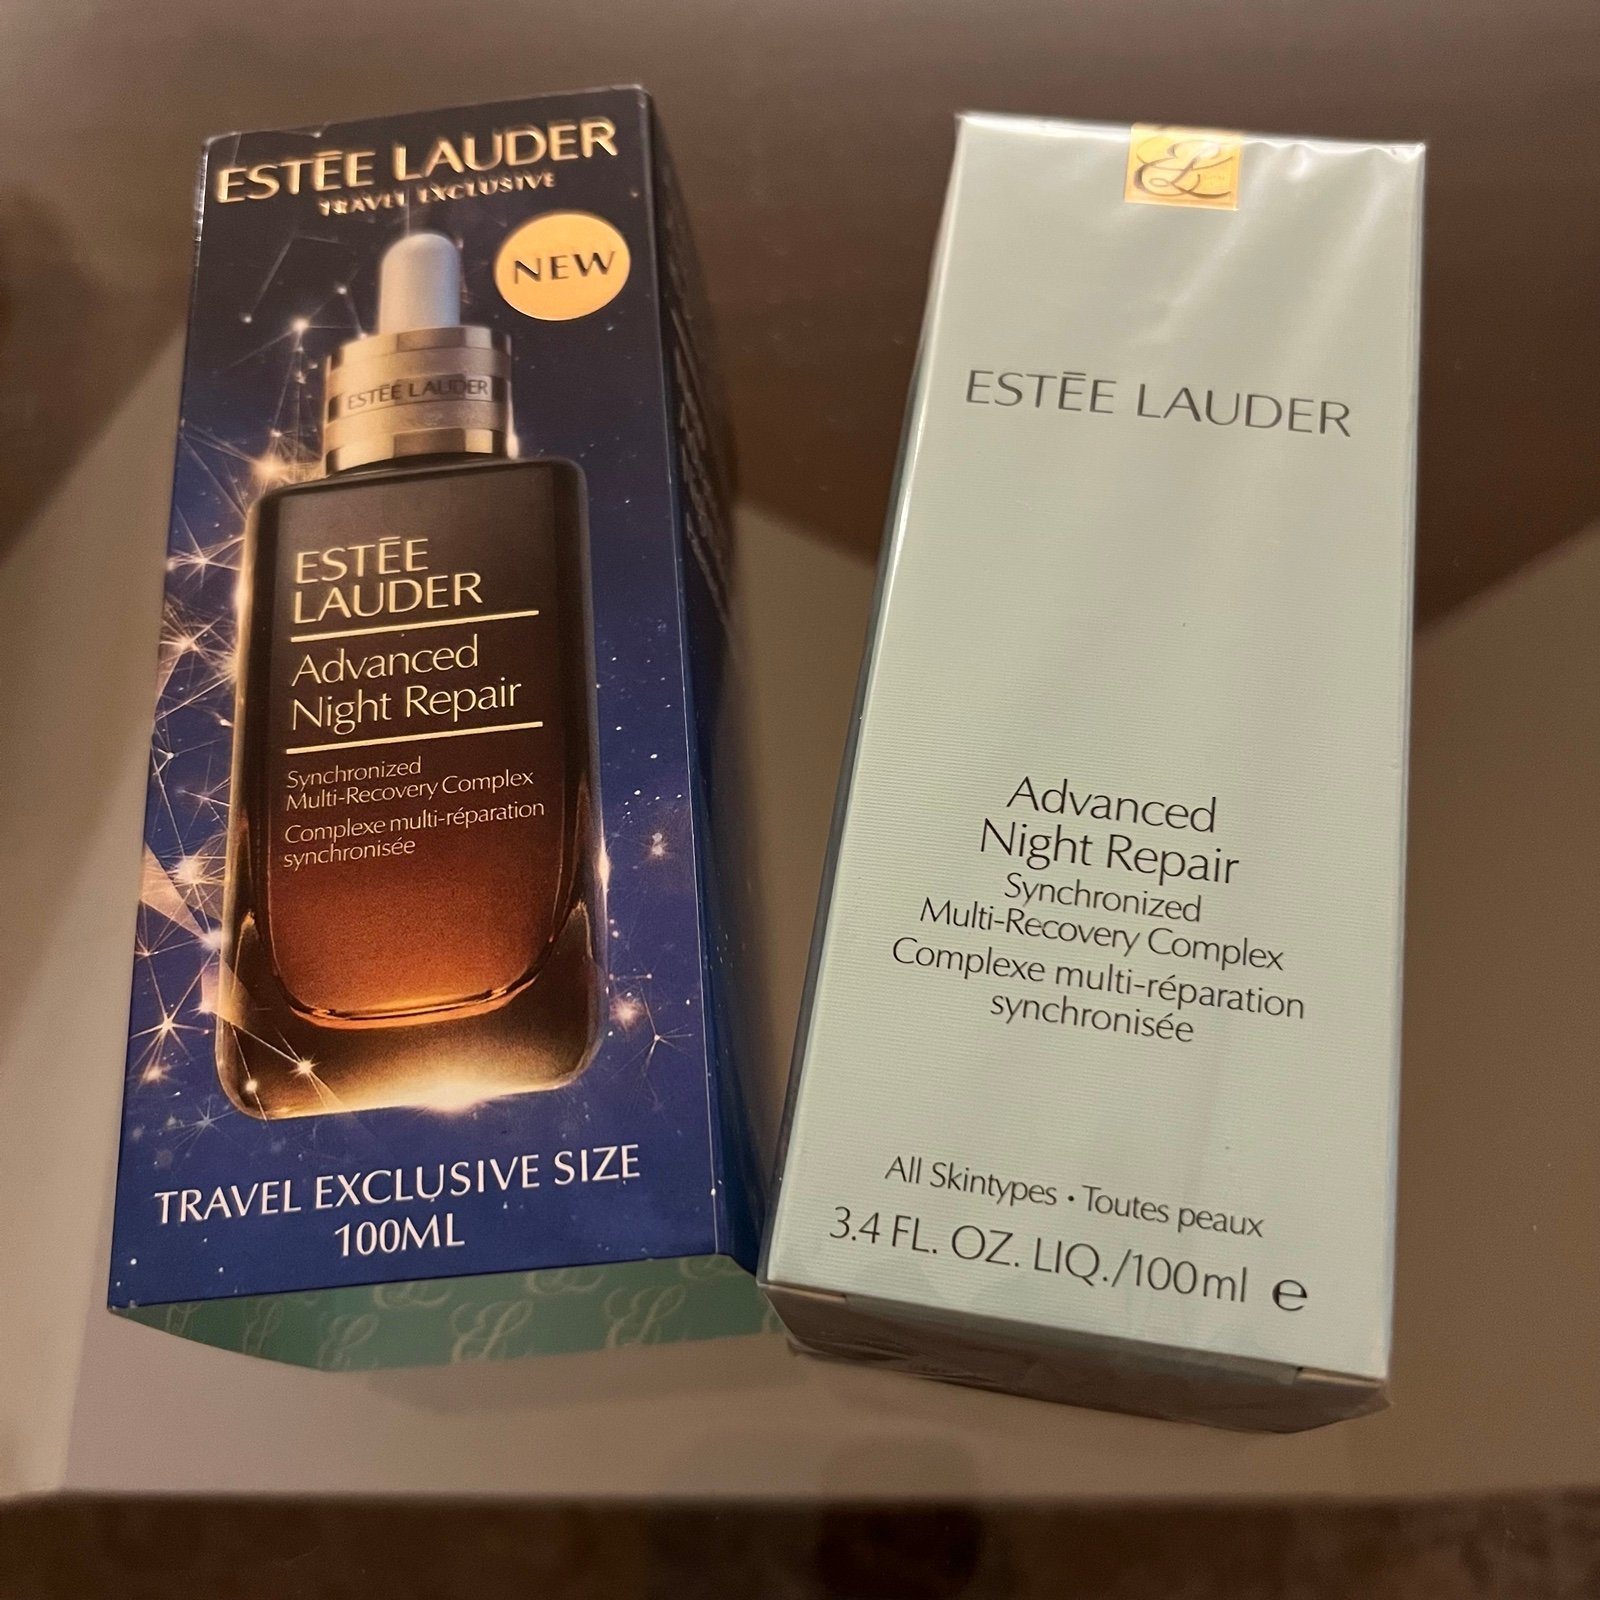 ESTĒE LAUDER
TRAVEL EXCLUSIVE
NEW
ESTĒE LAUDER
ESTĒE
LAUDER
Advanced
Night Repair
Synchronized
Multi-Recovery Complex
Complexe multi-réparation
synchronisée
TRAVEL EXCLUSIVE SIZE
100ML
ESTĒE LAUDER
Advanced
Night Repair
Synchronized
Multi-Recovery Complex
Complexe multi-réparation
synchronisée
All Skintypes • Toutes peaux
3.4 FL. OZ. LIQ./100ml ℮